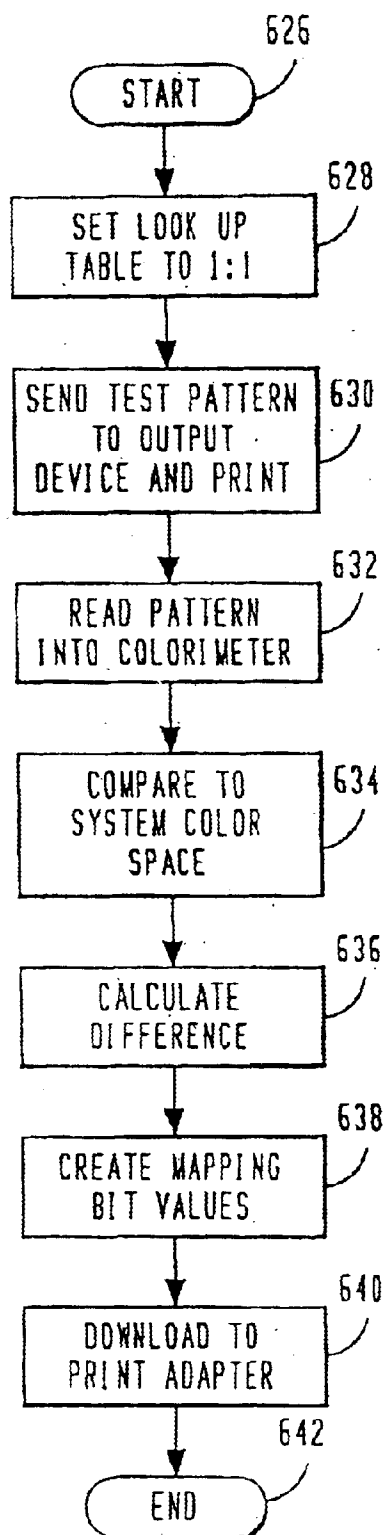 626
START
628
SET LOOK UP
TABLE TO 1:1
630
SEND TEST PATTERN
TO OUTPUT
DEVICE AND PRINT
632
READ PATTERN
INTO COLORIMETER
634
COMPARE TO
SYSTEM COLOR
SPACE
636
CALCULATE
DIFFERENCE
638
CREATE MAPPING
BIT VALUES
640
DOWNLOAD TO
PRINT ADAPTER
642
END